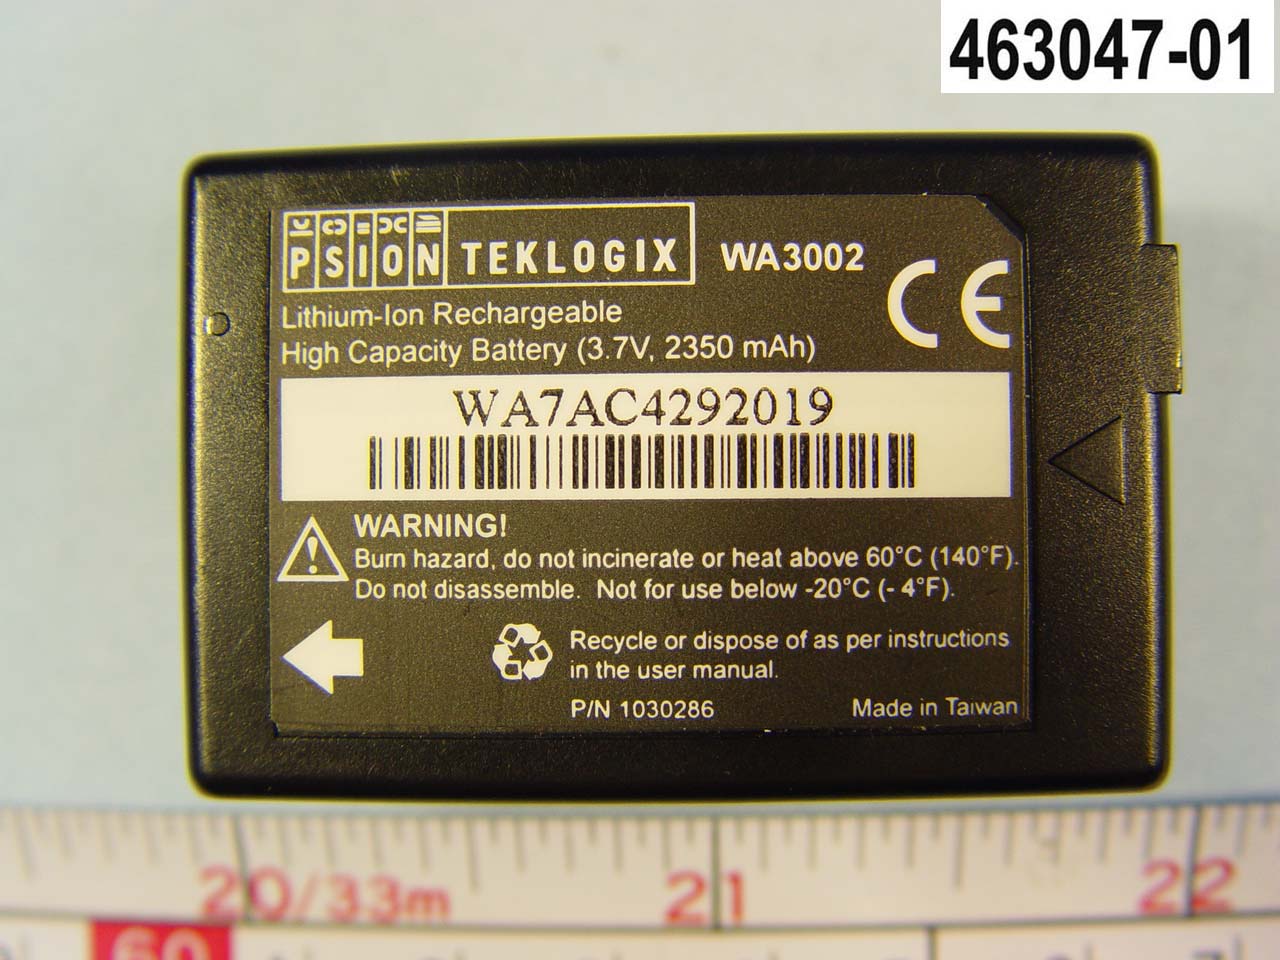 463047-01
PSION TEKLOGIX WA3002
CE
Lithium-Ion Rechargeable
High Capacity Battery (3.7V, 2350 mAh)
WA7AC4292019
WARNING!
Burn hazard, do not incinerate or heat above 60°C (140°F).
Do not disassemble. Not for use below -20°C (- 4°F).
Recycle or dispose of as per instructions
in the user manual.
P/N 1030286 Made in Taiwan
20/33m 21 22
60